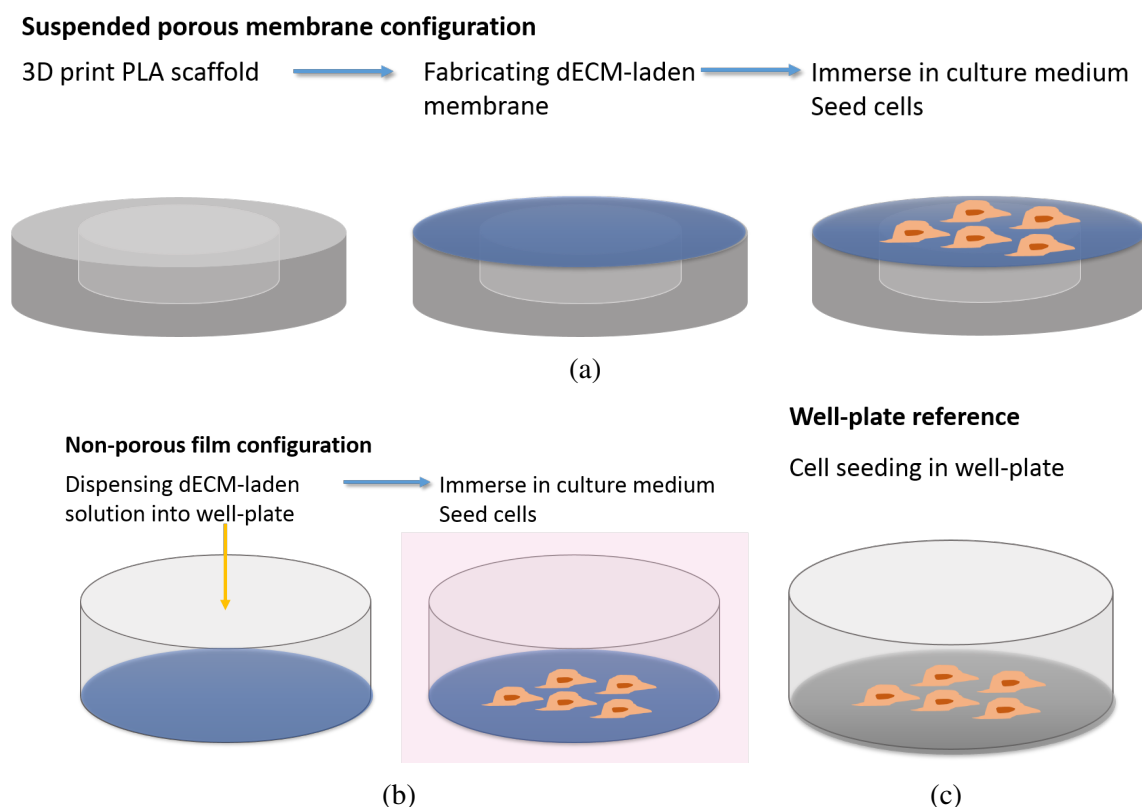 Suspended porous membrane configuration
3D print PLA scaffold
Fabricating dECM-laden
membrane
Immerse in culture medium
Seed cells
(a)
Non-porous film configuration
Dispensing dECM-laden
solution into well-plate
Immerse in culture medium
Seed cells
(b)
Well-plate reference
Cell seeding in well-plate
(c)